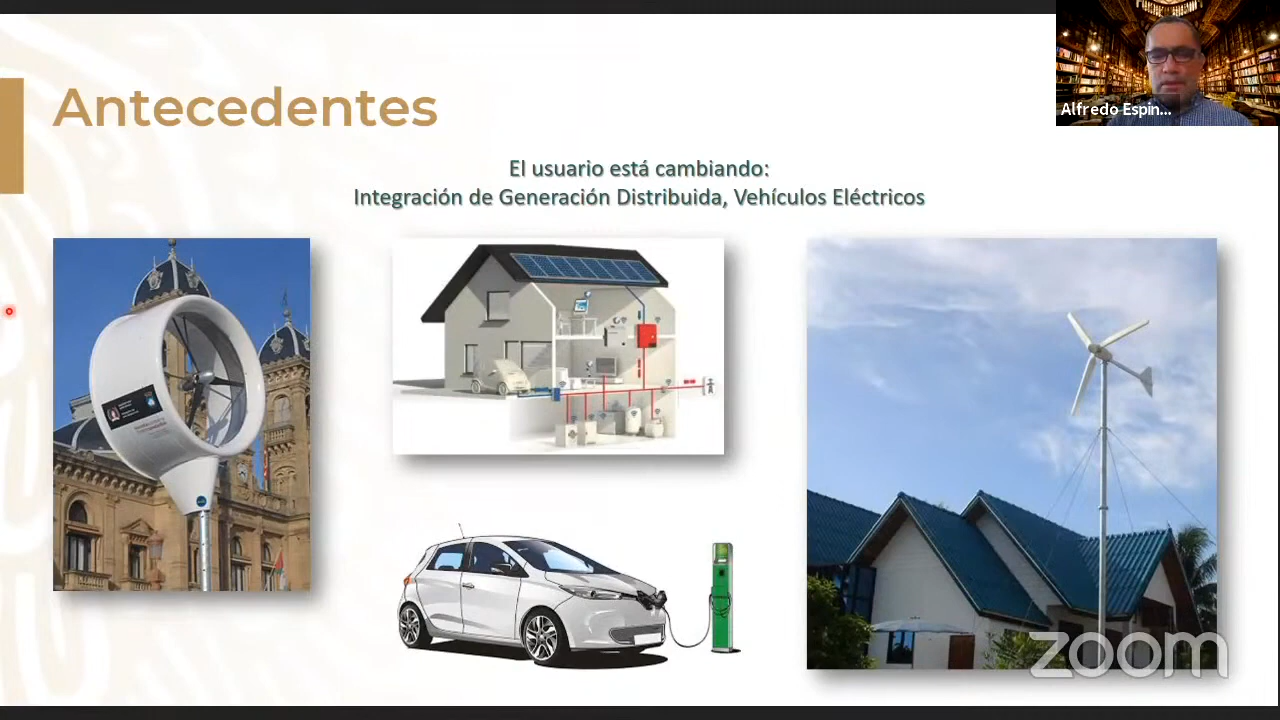 Antecedentes
Alfredo Espin...
El usuario está cambiando:
Integración de Generación Distribuida, Vehículos Eléctricos
zoom